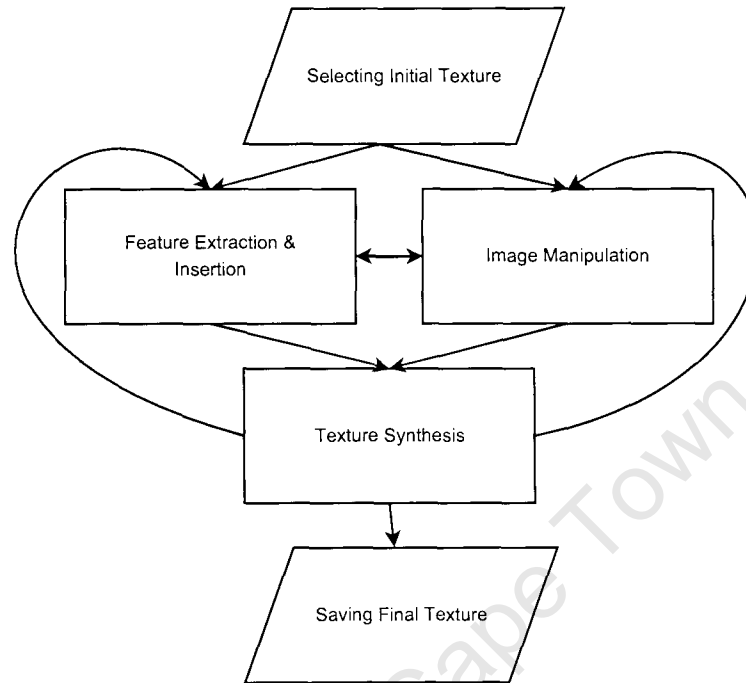 Selecting Initial Texture
Feature Extraction &
Insertion
Image Manipulation
Texture Synthesis
Saving Final Texture
Cape Town